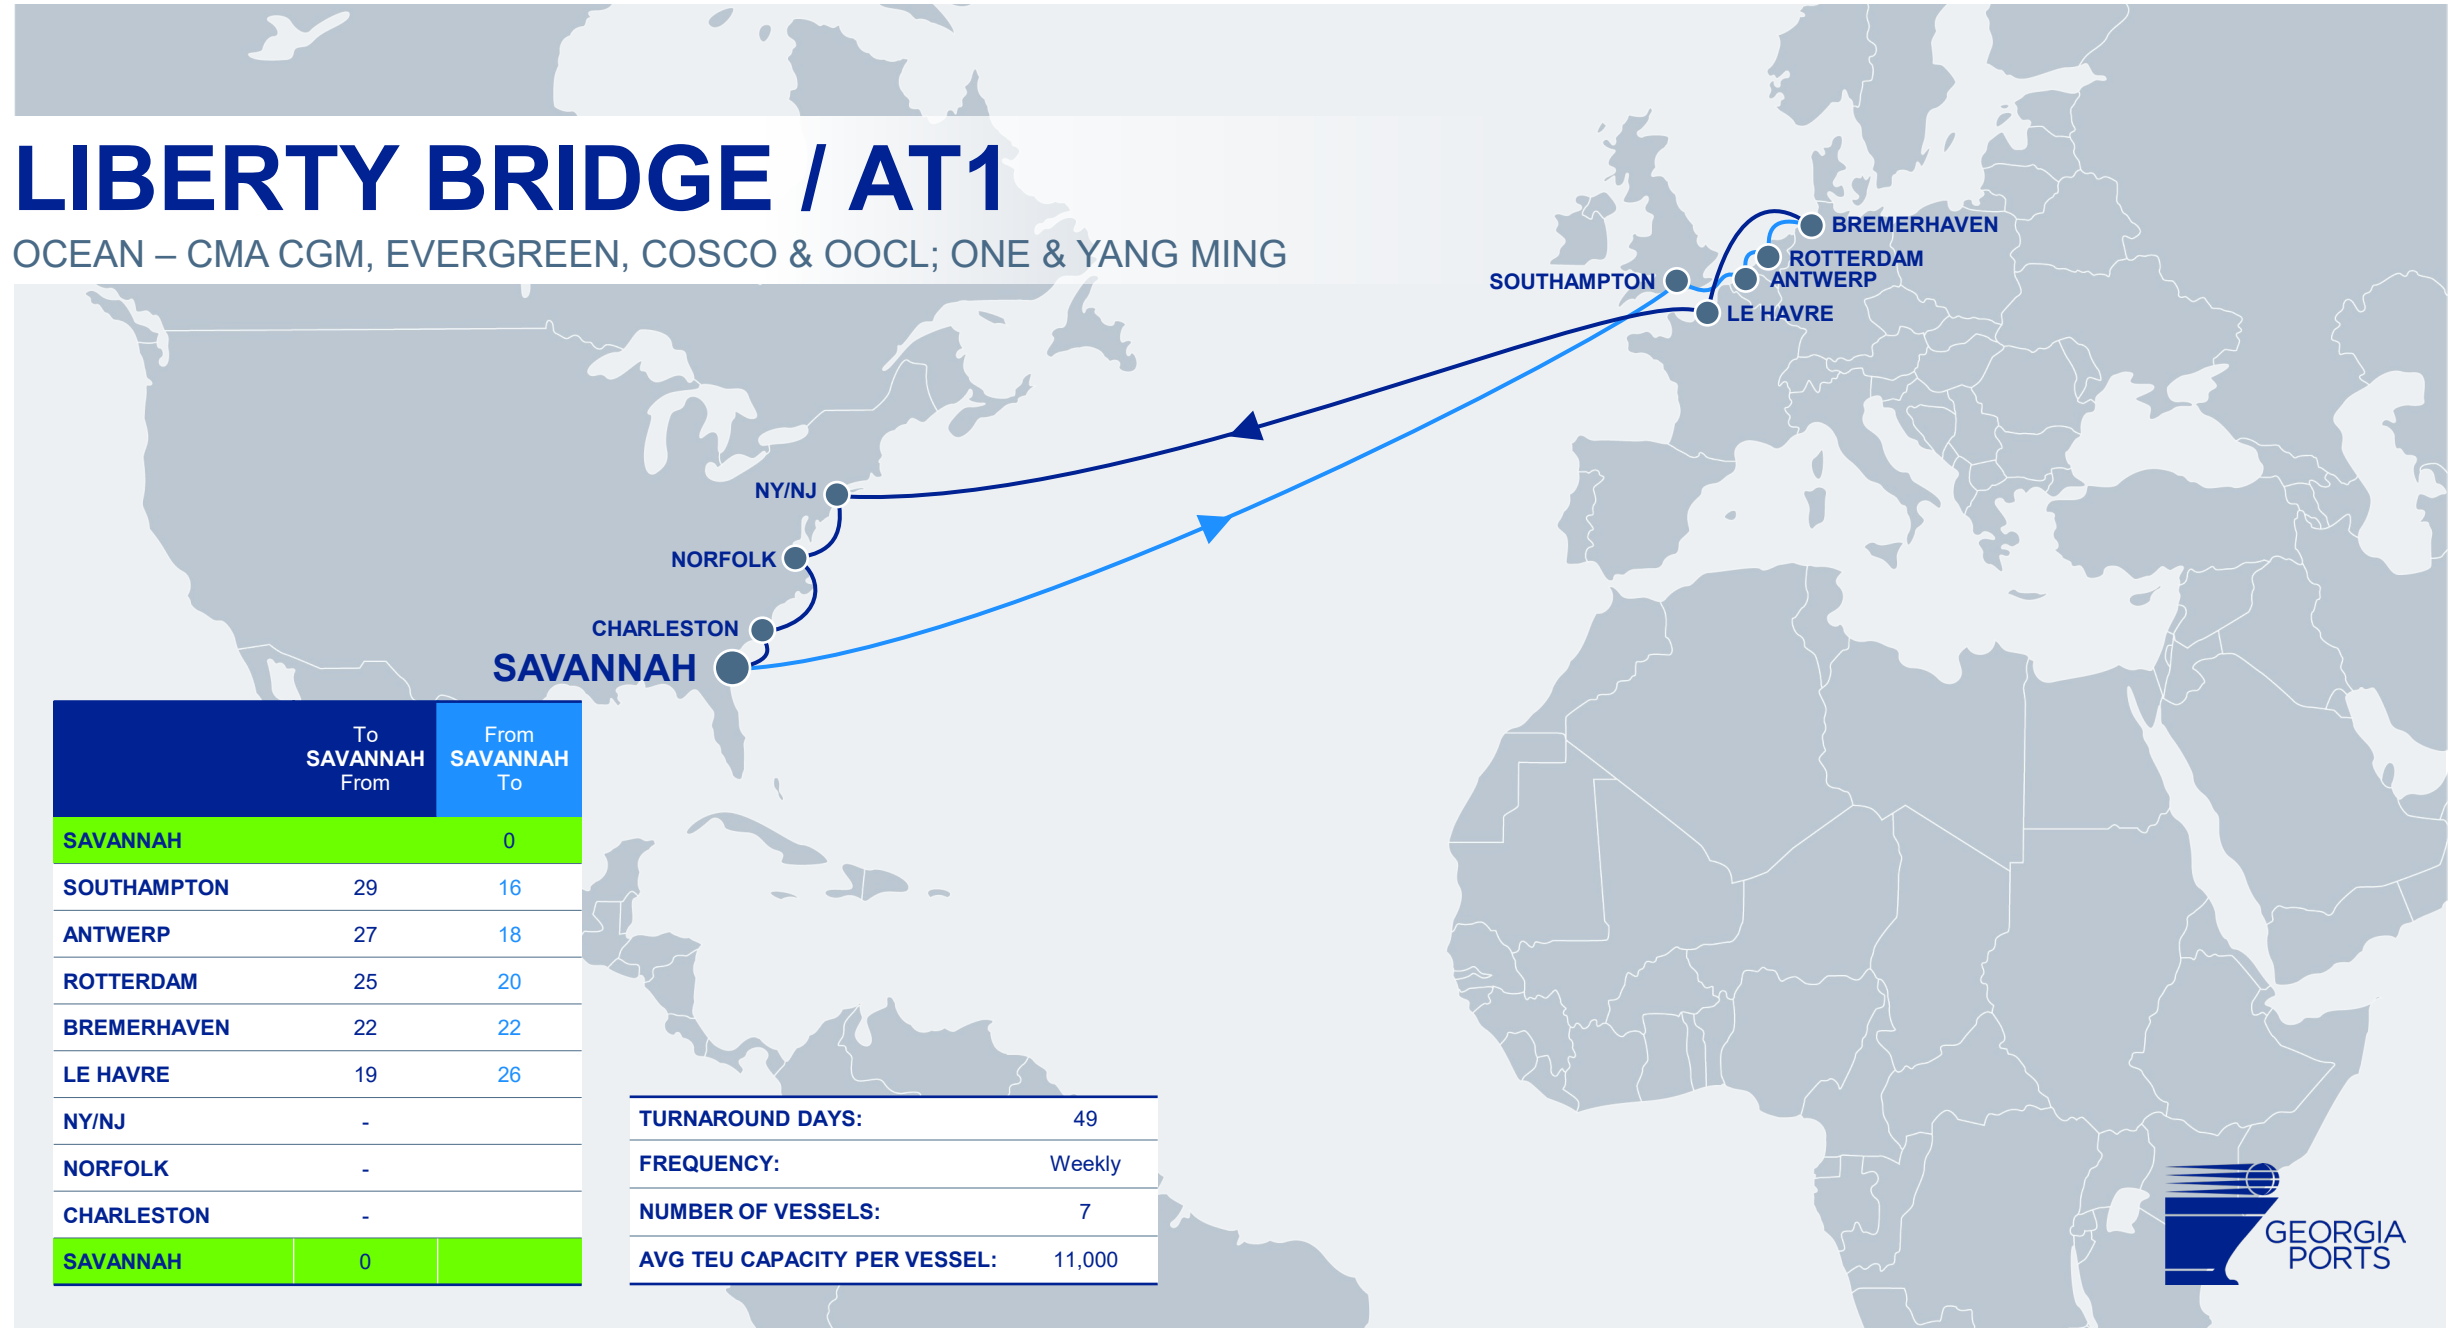 LIBERTY BRIDGE / AT1
OCEAN – CMA CGM, EVERGREEN, COSCO & OOCL; ONE & YANG MING
BREMERHAVEN
ROTTERDAM
ANTWERP
SOUTHAMPTON
LE HAVRE
NY/NJ
NORFOLK
CHARLESTON
SAVANNAH
To SAVANNAH From
From SAVANNAH To
SAVANNAH 0
SOUTHAMPTON 29 16
ANTWERP 27 18
ROTTERDAM 25 20
BREMERHAVEN 22 22
LE HAVRE 19 26
NY/NJ -
NORFOLK -
CHARLESTON -
SAVANNAH 0
TURNAROUND DAYS: 49
FREQUENCY: Weekly
NUMBER OF VESSELS: 7
AVG TEU CAPACITY PER VESSEL: 11,000
GEORGIA
PORTS